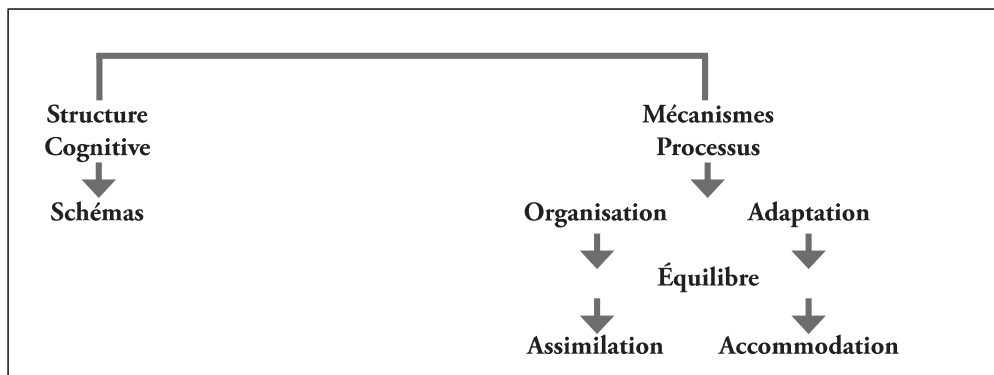 Structure
Cognitive
Mécanismes
Processus
Schémas
Organisation
Adaptation
Équilibre
Assimilation
Accommodation